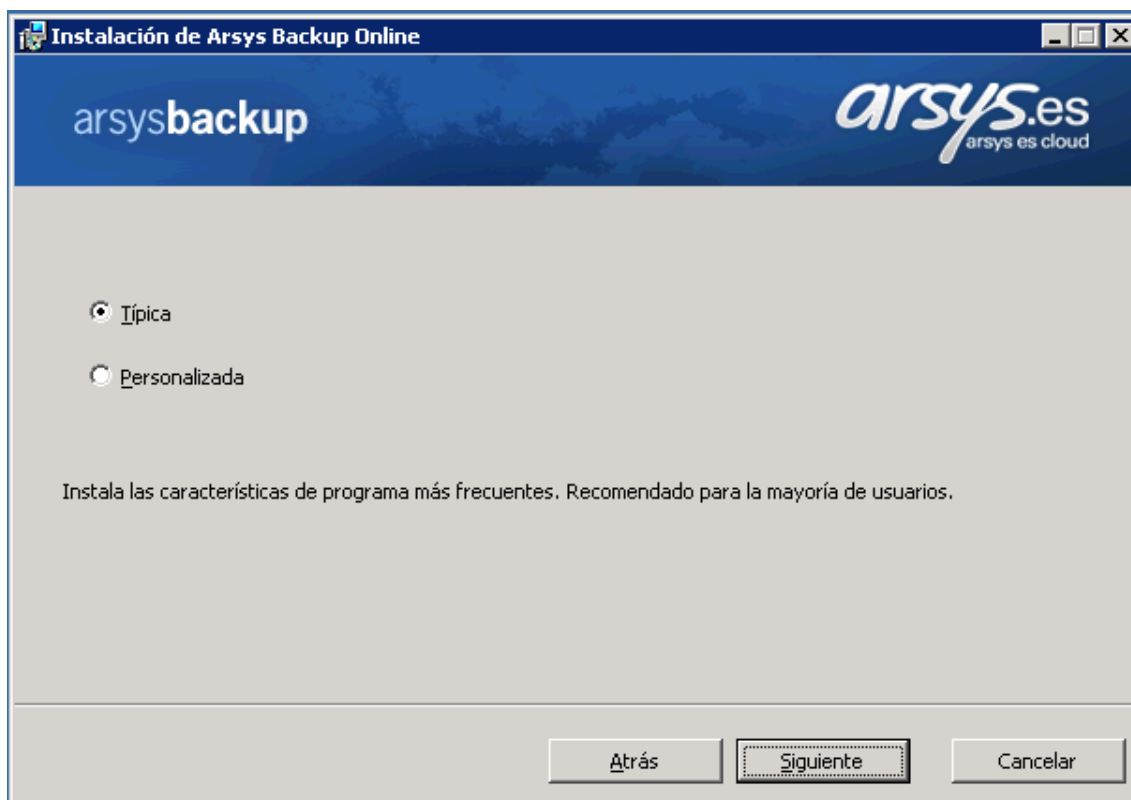 Instalación de Arsys Backup Online
arsysbackup
arsys.es
arsys es cloud
Típica
Personalizada
Instala las características de programa más frecuentes. Recomendado para la mayoría de usuarios.
Atrás
Siguiente
Cancelar